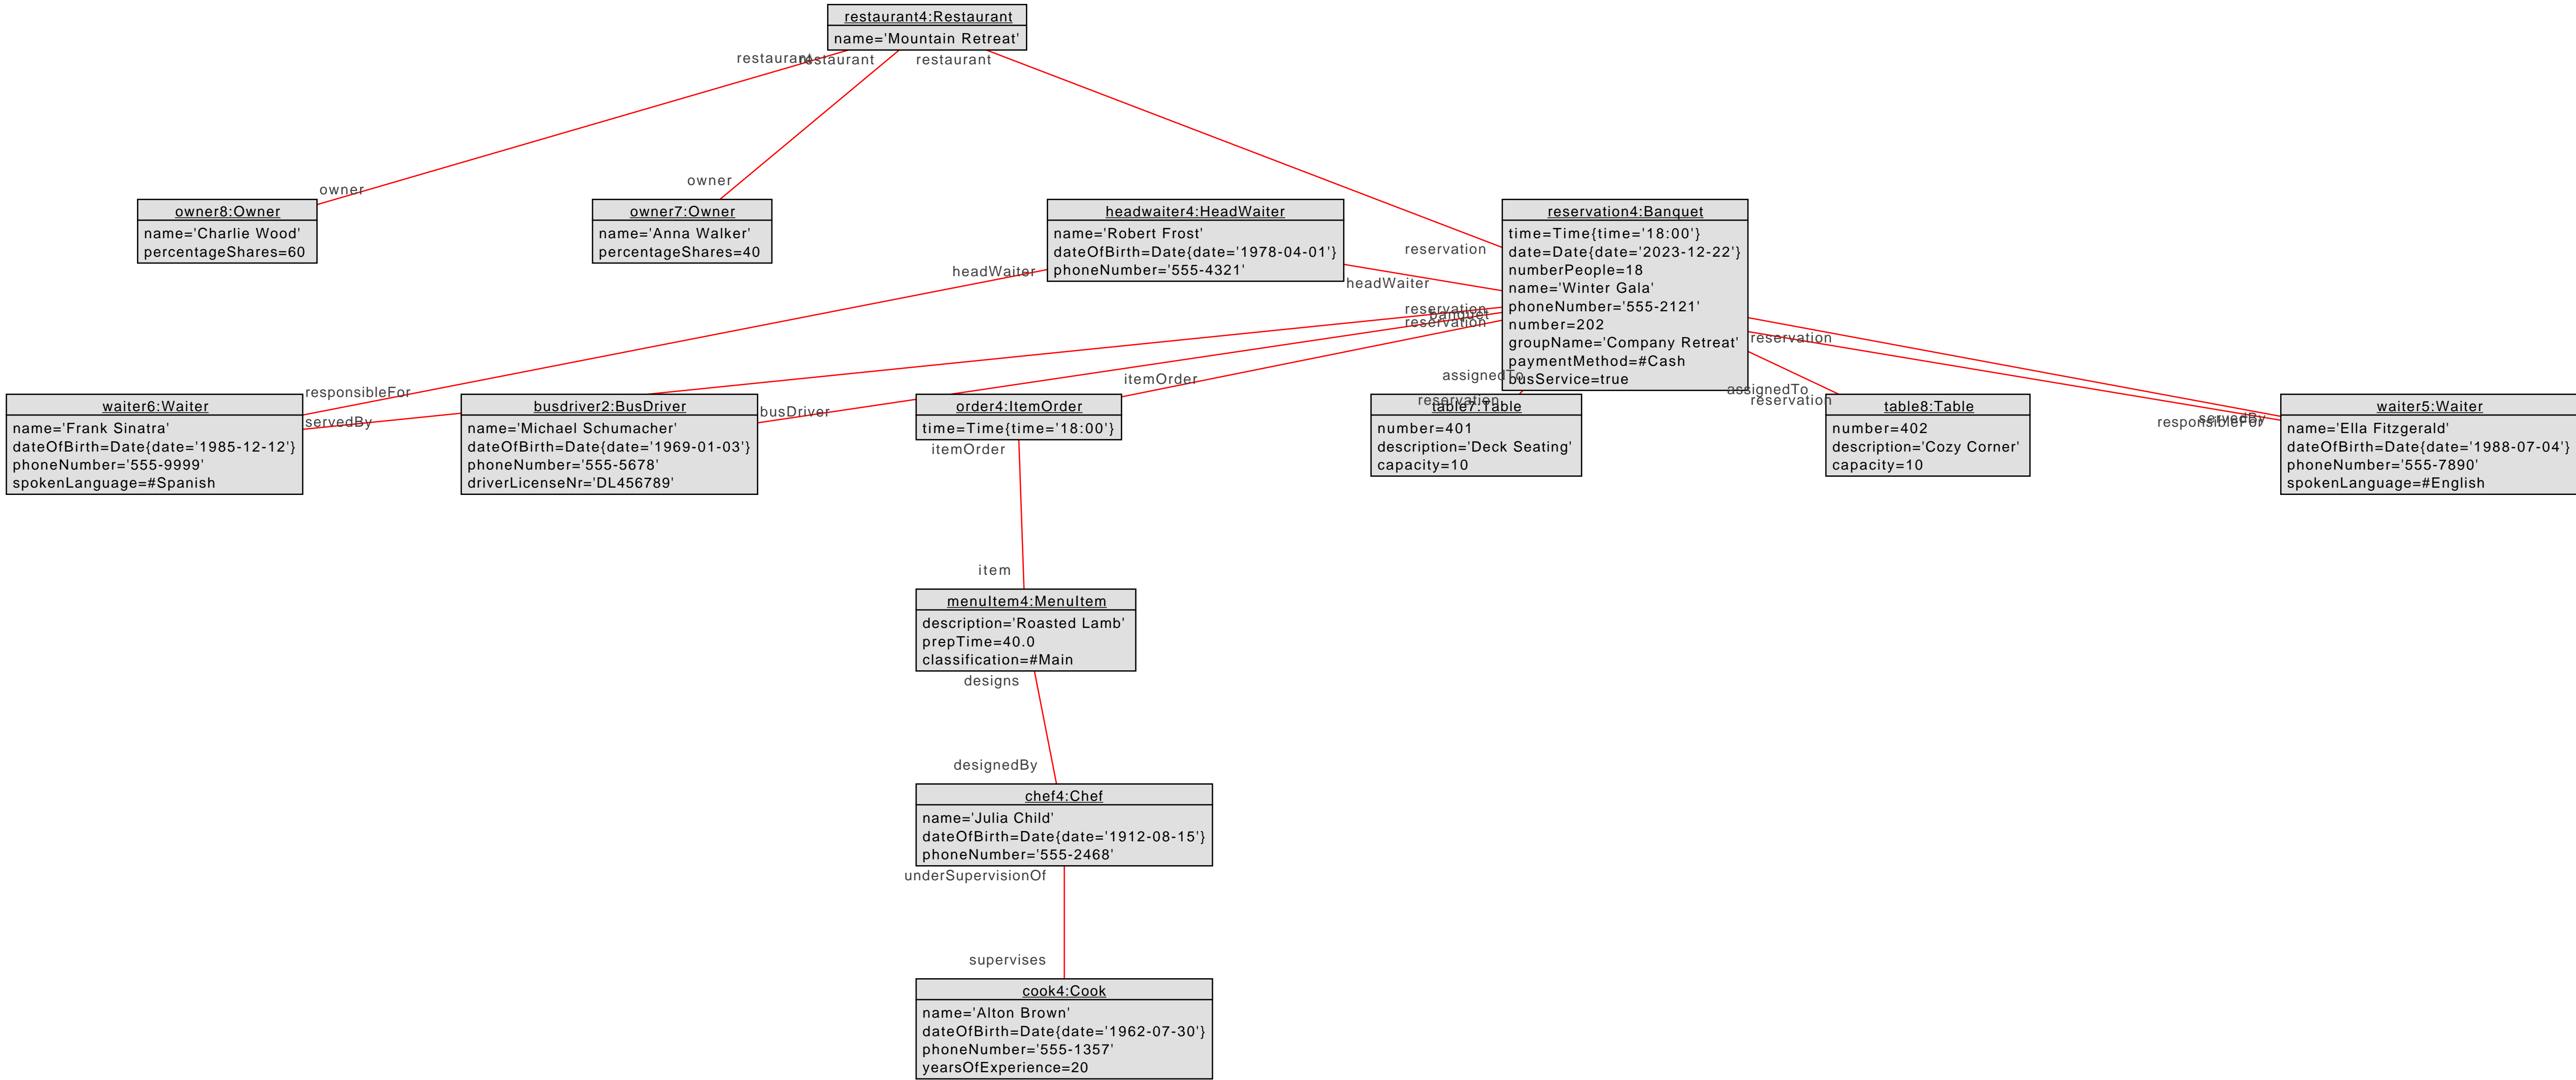 restaurant4:Restaurant
name='Mountain Retreat'
restaurant
restaurant
restaurant
owner
owner
owner8:Owner
name='Charlie Wood'
percentageShares=60
owner7:Owner
name='Anna Walker'
percentageShares=40
headwaiter4:HeadWaiter
name='Robert Frost'
dateOfBirth=Date{date='1978-04-01'}
phoneNumber='555-4321'
reservation4:Banquet
time=Time{time='18:00'}
date=Date{date='2023-12-22'}
numberPeople=18
name='Winter Gala'
phoneNumber='555-2121'
number=202
groupName='Company Retreat'
paymentMethod=#Cash
busService=true
reservation
headWaiter
headWaiter
reservation
banquet
reservation
reservation
assignedTo
itemOrder
responsibleFor
assignedTo
reservation
reservation
busDriver
servedBy
servedBy
responsibleFor
waiter6:Waiter
name='Frank Sinatra'
dateOfBirth=Date{date='1985-12-12'}
phoneNumber='555-9999'
spokenLanguage=#Spanish
busdriver2:BusDriver
name='Michael Schumacher'
dateOfBirth=Date{date='1969-01-03'}
phoneNumber='555-5678'
driverLicenseNr='DL456789'
order4:ItemOrder
time=Time{time='18:00'}
table7:Table
number=401
description='Deck Seating'
capacity=10
table8:Table
number=402
description='Cozy Corner'
capacity=10
waiter5:Waiter
name='Ella Fitzgerald'
dateOfBirth=Date{date='1988-07-04'}
phoneNumber='555-7890'
spokenLanguage=#English
itemOrder
item
menuItem4:MenuItem
description='Roasted Lamb'
prepTime=40.0
classification=#Main
designs
designedBy
chef4:Chef
name='Julia Child'
dateOfBirth=Date{date='1912-08-15'}
phoneNumber='555-2468'
underSupervisionOf
supervises
cook4:Cook
name='Alton Brown'
dateOfBirth=Date{date='1962-07-30'}
phoneNumber='555-1357'
yearsOfExperience=20